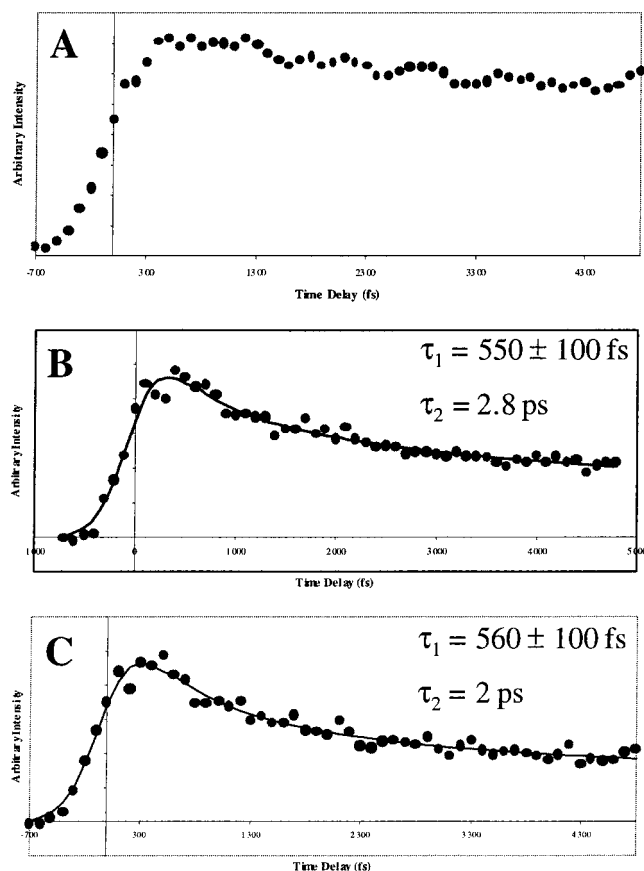 A
Arbitrary Intensity
-700 300 1300 2300 3300 4300
Time Delay (fs)
B
τ₁ = 550 ± 100 fs
τ₂ = 2.8 ps
Arbitrary Intensity
1000 0 1000 2000 3000 4000 5000
Time Delay (fs)
C
τ₁ = 560 ± 100 fs
τ₂ = 2 ps
Arbitrary Intensity
-700 300 1300 2300 3300 4300
Time Delay (fs)